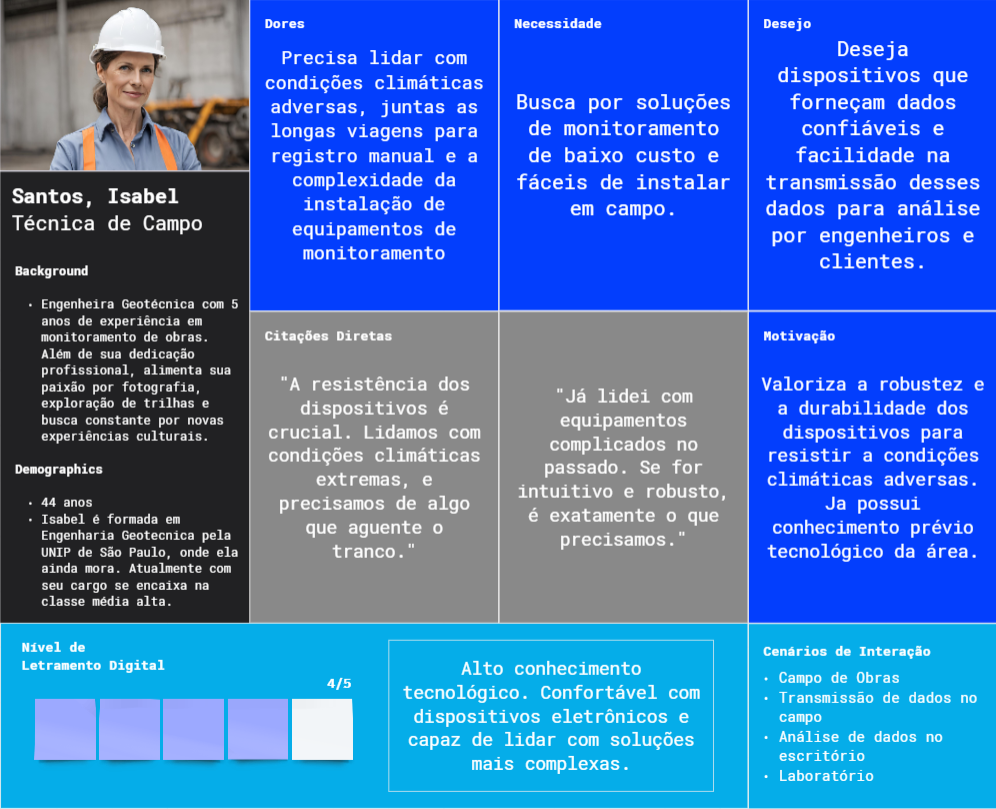 Santos, Isabel
Técnica de Campo
Background
• Engenheira Geotécnica com 5
anos de experiência em
monitoramento de obras.
Além de sua dedicação
profissional, alimenta sua
paixão por fotografia,
exploração de trilhas e
busca constante por novas
experiências culturais.
Demographics
• 44 anos
• Isabel é formada em
Engenharia Geotecnica pela
UNIP de São Paulo, onde ela
ainda mora. Atualmente com
seu cargo se encaixa na
classe média alta.
Dores
Precisa lidar com
condições climáticas
adversas, juntas as
longas viagens para
registro manual e a
complexidade da
instalação de
equipamentos de
monitoramento
Necessidade
Busca por soluções
de monitoramento
de baixo custo e
fáceis de instalar
em campo.
Desejo
Deseja
dispositivos que
forneçam dados
confiáveis e
facilidade na
transmissão desses
dados para análise
por engenheiros e
clientes.
Citações Diretas
"A resistência dos
dispositivos é
crucial. Lidamos com
condições climáticas
extremas, e
precisamos de algo
que aguente o
tranco."
"Já lidei com
equipamentos
complicados no
passado. Se for
intuitivo e robusto,
é exatamente o que
precisamos."
Motivação
Valoriza a robustez e
a durabilidade dos
dispositivos para
resistir a condições
climáticas adversas.
Ja possui
conhecimento prévio
tecnológico da área.
Nível de
Letramento Digital
4/5
Alto conhecimento
tecnológico. Confortável com
dispositivos eletrônicos e
capaz de lidar com soluções
mais complexas.
Cenários de Interação
• Campo de Obras
• Transmissão de dados no
campo
• Análise de dados no
escritório
• Laboratório